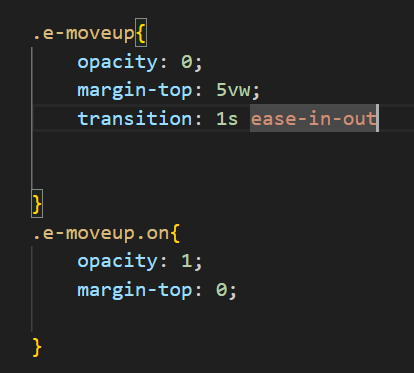 .e-moveup{
opacity: 0;
margin-top: 5vw;
transition: 1s ease-in-out
}
.e-moveup.on{
opacity: 1;
margin-top: 0;
}